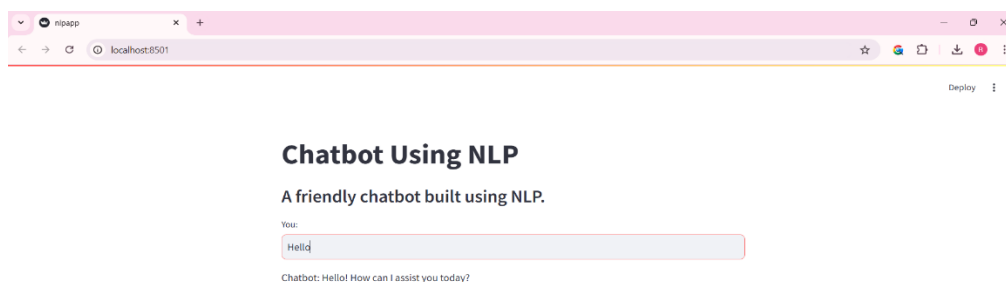 nlpapp
localhost:8501
R
Deploy
Chatbot Using NLP
A friendly chatbot built using NLP.
You:
Hello
Chatbot: Hello! How can I assist you today?